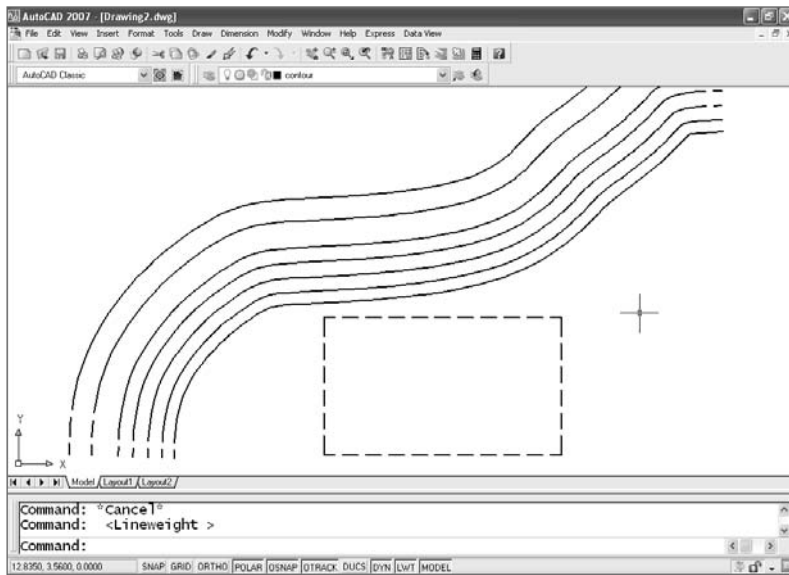 AutoCAD 2007 - [Drawing2.dwg]
File Edit View Insert Format Tools Draw Dimension Modify Window Help Express Data View
AutoCAD Classic contour
Y
X
Model Layout1 Layout2
Command: *Cancel*
Command: <Lineweight >
Command:
12.8350, 3.5600, 0.0000 SNAP GRID ORTHO POLAR OSNAP OTRACK DUCS DYN LWT MODEL